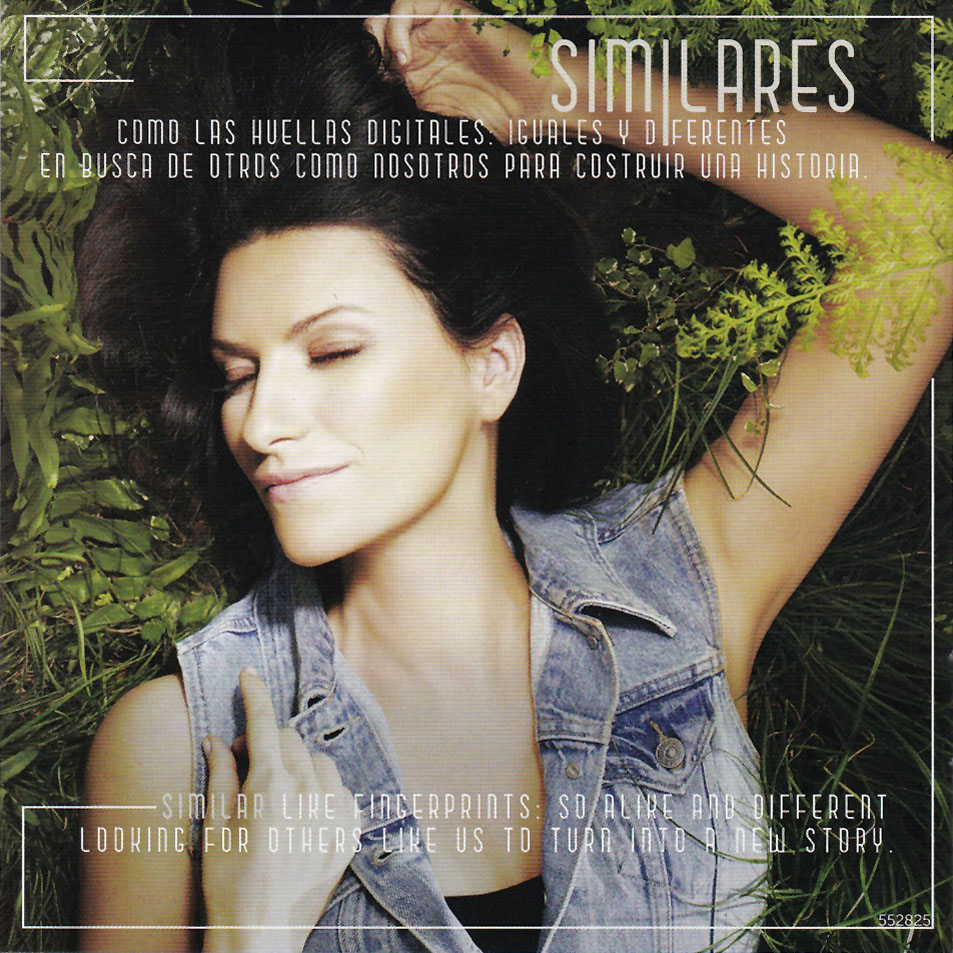 SIMILARES
COMO LAS HUELLAS DIGITALES: IGUALES Y DIFERENTES
EN BUSCA DE OTROS COMO NOSOTROS PARA COSTRUIR UNA HISTORIA.
SIMILAR LIKE FINGERPRINTS: SO ALIKE AND DIFFERENT
LOOKING FOR OTHERS LIKE US TO TURN INTO A NEW STORY.
552825